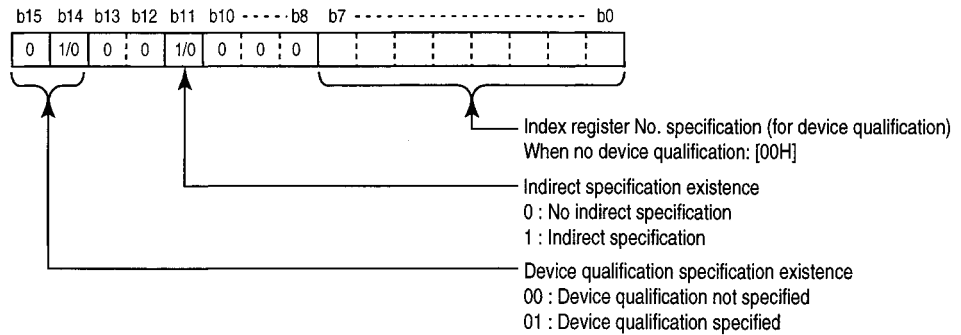 b15 b14 b13 b12 b11 b10 ------ b8 b7 ------------------------------ b0
0 1/0 0 0 1/0 0 0 0
Index register No. specification (for device qualification)
When no device qualification: [00H]
Indirect specification existence
0 : No indirect specification
1 : Indirect specification
Device qualification specification existence
00 : Device qualification not specified
01 : Device qualification specified